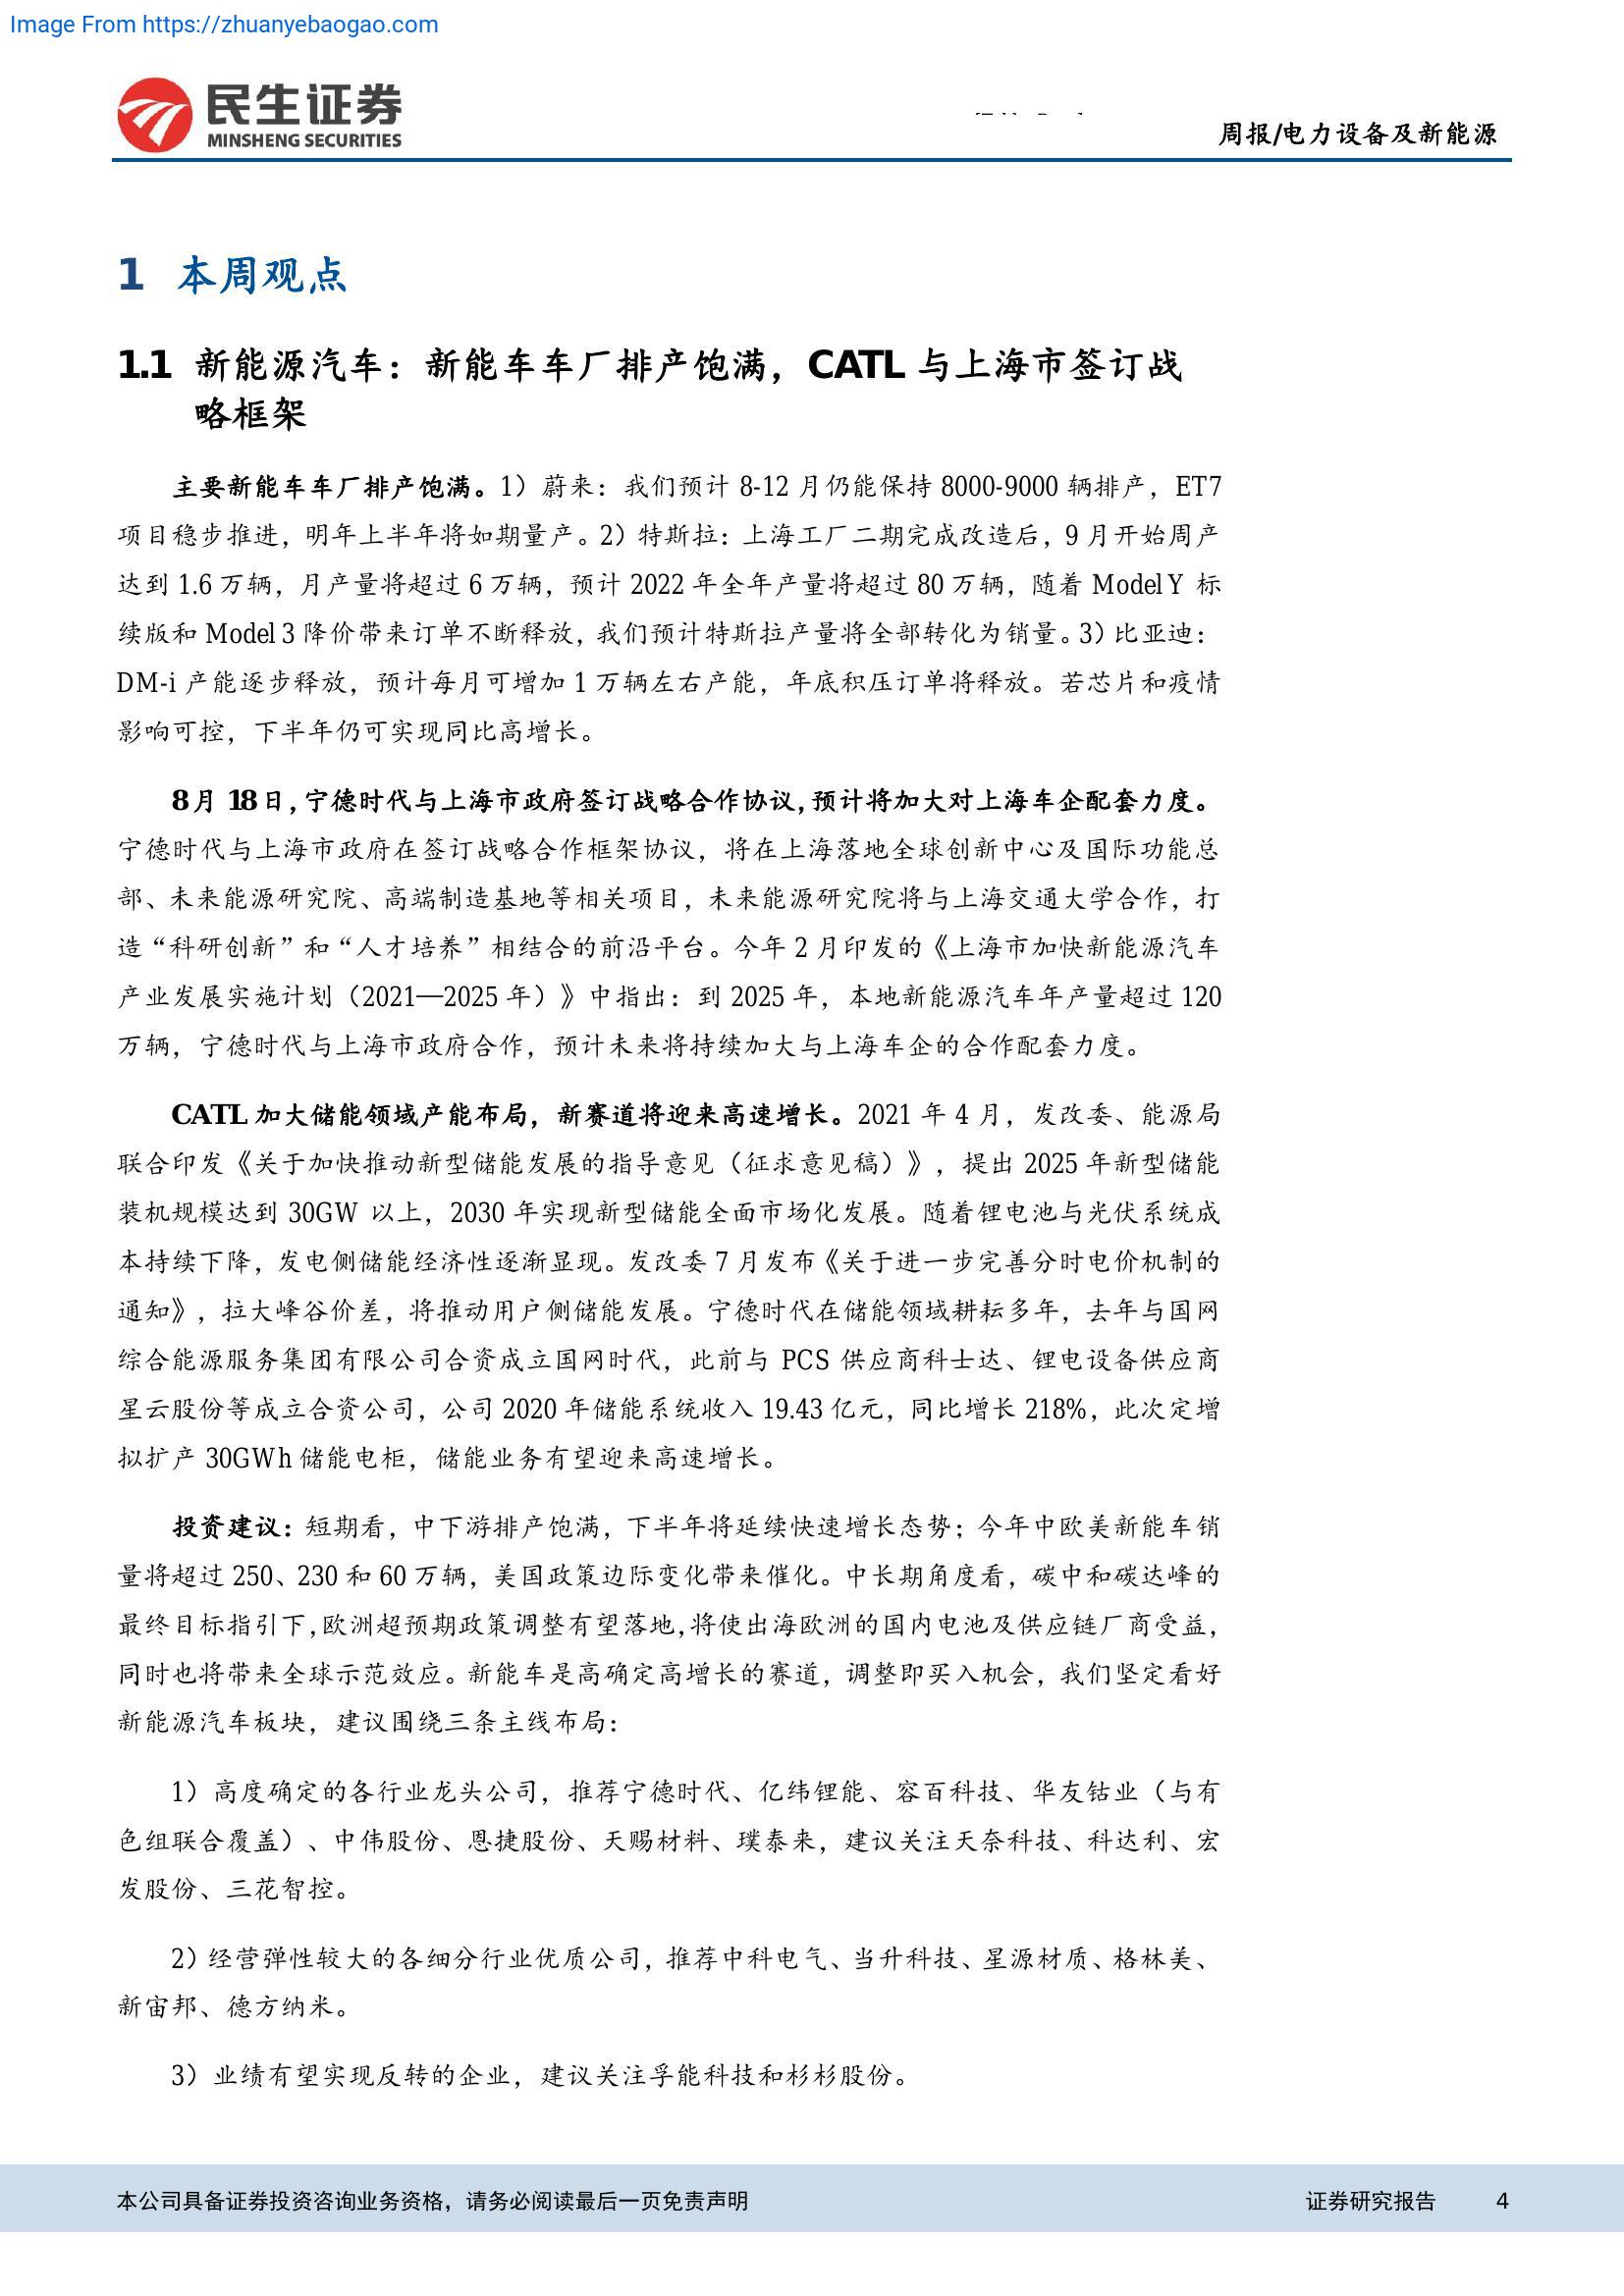 Image From https://zhuanyebaogao.com
民生证券
MINSHENG SECURITIES
周报/电力设备及新能源
1 本周观点
1.1 新能源汽车：新能车车厂排产饱满，CATL 与上海市签订战
略框架
主要新能车车厂排产饱满。1）蔚来：我们预计 8-12 月仍能保持 8000-9000 辆排产，ET7
项目稳步推进，明年上半年将如期量产。2）特斯拉：上海工厂二期完成改造后，9 月开始周产
达到 1.6 万辆，月产量将超过 6 万辆，预计 2022 年全年产量将超过 80 万辆，随着 Model Y 标
续版和 Model 3 降价带来订单不断释放，我们预计特斯拉产量将全部转化为销量。3）比亚迪：
DM-i 产能逐步释放，预计每月可增加 1 万辆左右产能，年底积压订单将释放。若芯片和疫情
影响可控，下半年仍可实现同比高增长。
8 月 18 日，宁德时代与上海市政府签订战略合作协议，预计将加大对上海车企配套力度。
宁德时代与上海市政府在签订战略合作框架协议，将在上海落地全球创新中心及国际功能总
部、未来能源研究院、高端制造基地等相关项目，未来能源研究院将与上海交通大学合作，打
造“科研创新”和“人才培养”相结合的前沿平台。今年 2 月印发的《上海市加快新能源汽车
产业发展实施计划（2021—2025 年）》中指出：到 2025 年，本地新能源汽车年产量超过 120
万辆，宁德时代与上海市政府合作，预计未来将持续加大与上海车企的合作配套力度。
CATL 加大储能领域产能布局，新赛道将迎来高速增长。2021 年 4 月，发改委、能源局
联合印发《关于加快推动新型储能发展的指导意见（征求意见稿）》，提出 2025 年新型储能
装机规模达到 30GW 以上，2030 年实现新型储能全面市场化发展。随着锂电池与光伏系统成
本持续下降，发电侧储能经济性逐渐显现。发改委 7 月发布《关于进一步完善分时电价机制的
通知》，拉大峰谷价差，将推动用户侧储能发展。宁德时代在储能领域耕耘多年，去年与国网
综合能源服务集团有限公司合资成立国网时代，此前与 PCS 供应商科士达、锂电设备供应商
星云股份等成立合资公司，公司 2020 年储能系统收入 19.43 亿元，同比增长 218%，此次定增
拟扩产 30GWh 储能电柜，储能业务有望迎来高速增长。
投资建议：短期看，中下游排产饱满，下半年将延续快速增长态势；今年中欧美新能车销
量将超过 250、230 和 60 万辆，美国政策边际变化带来催化。中长期角度看，碳中和碳达峰的
最终目标指引下，欧洲超预期政策调整有望落地，将使出海欧洲的国内电池及供应链厂商受益，
同时也将带来全球示范效应。新能车是高确定高增长的赛道，调整即买入机会，我们坚定看好
新能源汽车板块，建议围绕三条主线布局：
1）高度确定的各行业龙头公司，推荐宁德时代、亿纬锂能、容百科技、华友钴业（与有
色组联合覆盖）、中伟股份、恩捷股份、天赐材料、璞泰来，建议关注天奈科技、科达利、宏
发股份、三花智控。
2）经营弹性较大的各细分行业优质公司，推荐中科电气、当升科技、星源材质、格林美、
新宙邦、德方纳米。
3）业绩有望实现反转的企业，建议关注孚能科技和杉杉股份。
本公司具备证券投资咨询业务资格，请务必阅读最后一页免责声明
证券研究报告 4